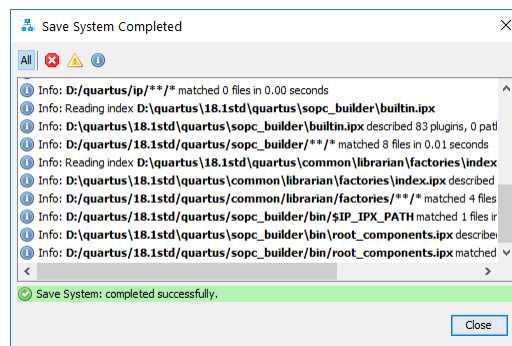 Save System Completed
All
Info: D:/quartus/ip/**/* matched 0 files in 0.00 seconds
Info: Reading index D:\quartus\18.1std\quartus\sopc_builder\builtin.ipx
Info: D:\quartus\18.1std\quartus\sopc_builder\builtin.ipx described 83 plugins, 0 pat
Info: D:/quartus/18.1std/quartus/sopc_builder/**/* matched 8 files in 0.01 seconds
Info: Reading index D:\quartus\18.1std\quartus\common\librarian\factories\index
Info: D:\quartus\18.1std\quartus\common\librarian\factories\index.ipx described
Info: D:/quartus/18.1std/quartus/common/librarian/factories/**/* matched 4 files
Info: D:/quartus/18.1std/quartus/sopc_builder/bin/$IP_IPX_PATH matched 1 files in
Info: D:\quartus\18.1std\quartus\sopc_builder\bin\root_components.ipx describe
Info: D:/quartus/18.1std/quartus/sopc_builder/bin/root_components.ipx matched
Save System: completed successfully.
Close